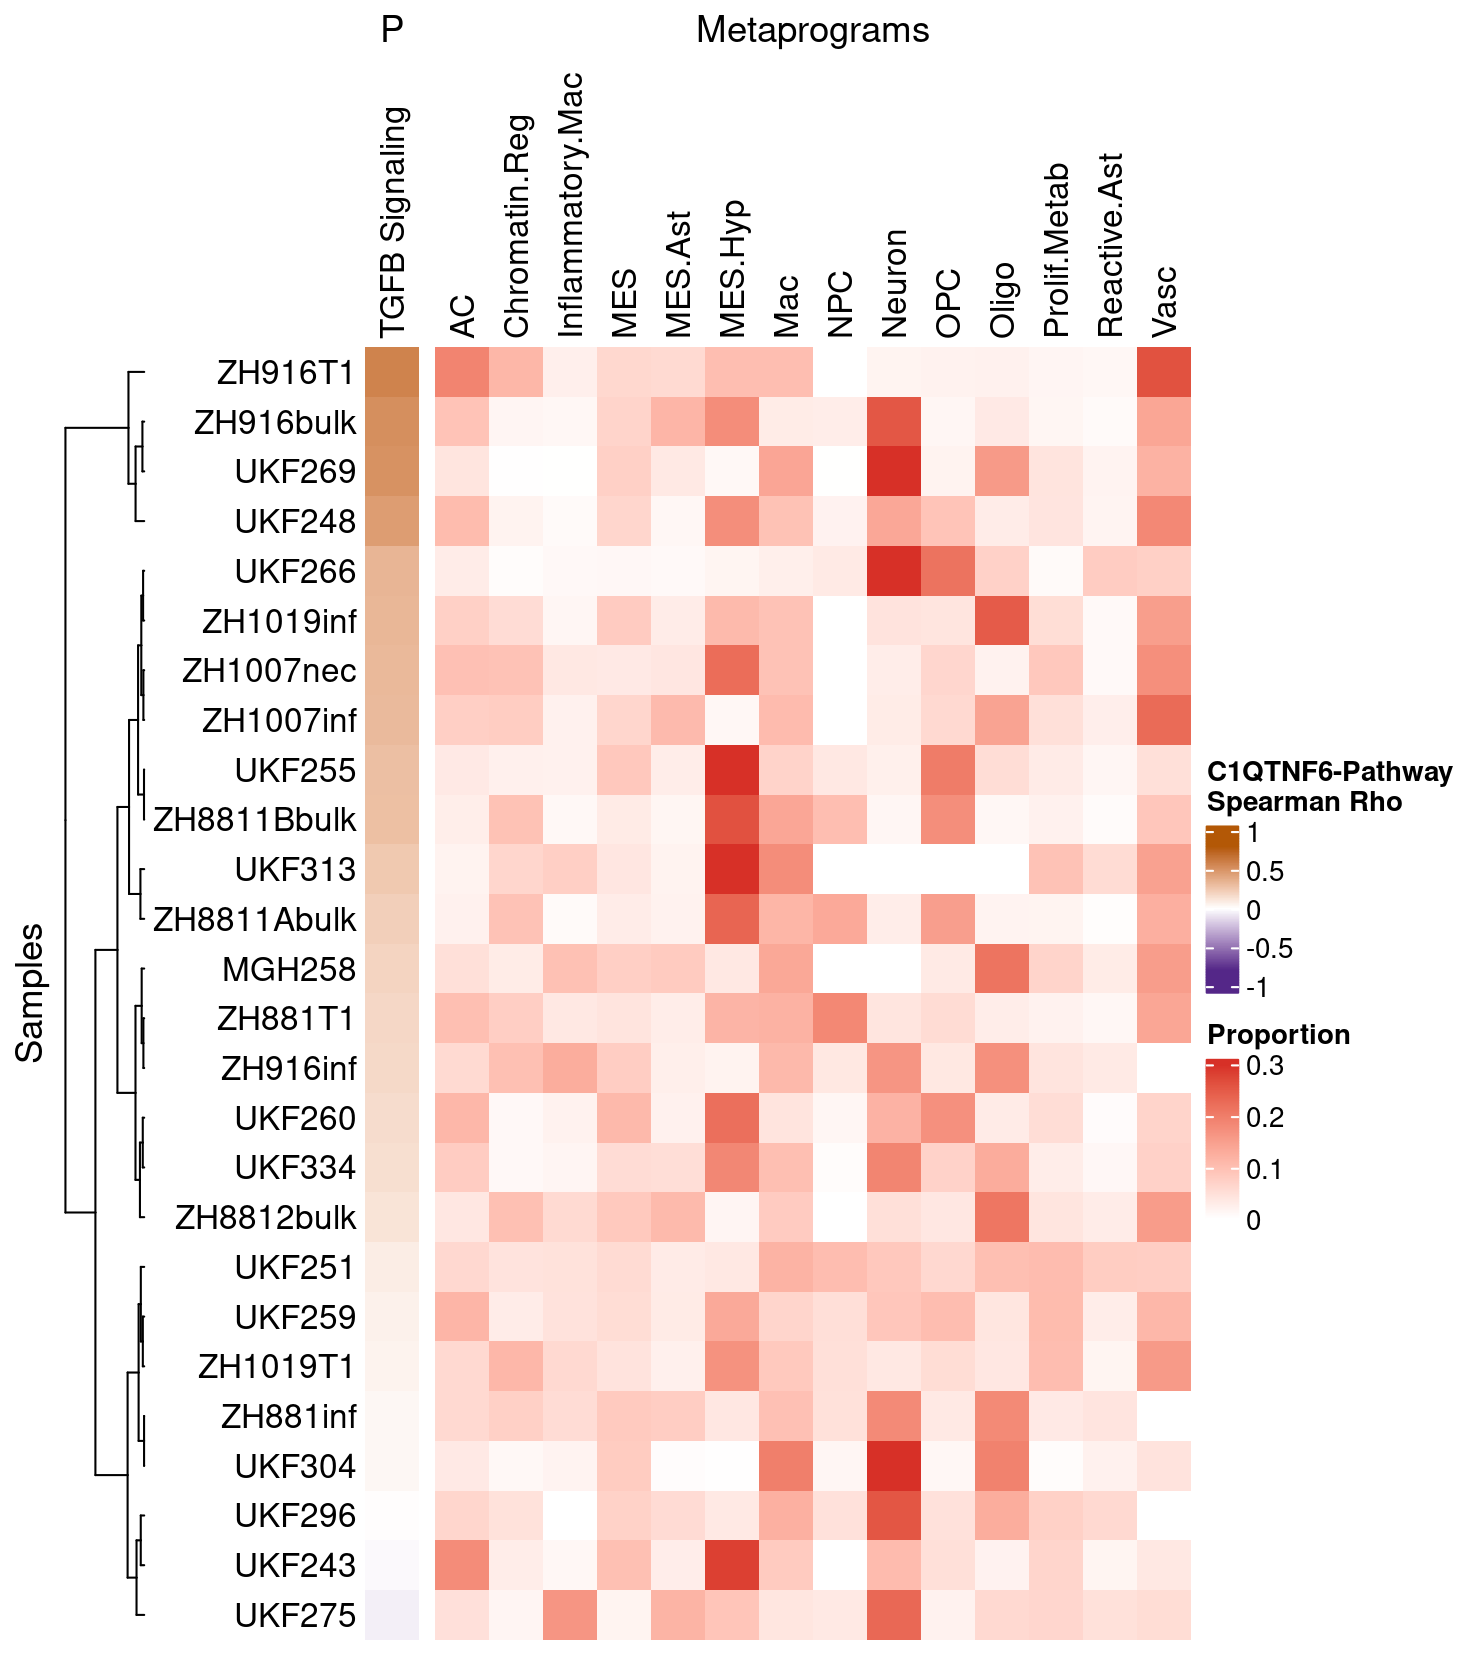 P
Metaprograms
TGFB Signaling
AC
Chromatin.Reg
Inflammatory.Mac
MES
MES.Ast
MES.Hyp
Mac
NPC
Neuron
OPC
Oligo
Prolif.Metab
Reactive.Ast
Vasc
Samples
ZH916T1
ZH916bulk
UKF269
UKF248
UKF266
ZH1019inf
ZH1007nec
ZH1007inf
UKF255
ZH8811Bbulk
UKF313
ZH8811Abulk
MGH258
ZH881T1
ZH916inf
UKF260
UKF334
ZH8812bulk
UKF251
UKF259
ZH1019T1
ZH881inf
UKF304
UKF296
UKF243
UKF275
C1QTNF6-Pathway
Spearman Rho
1
0.5
0
-0.5
-1
Proportion
0.3
0.2
0.1
0